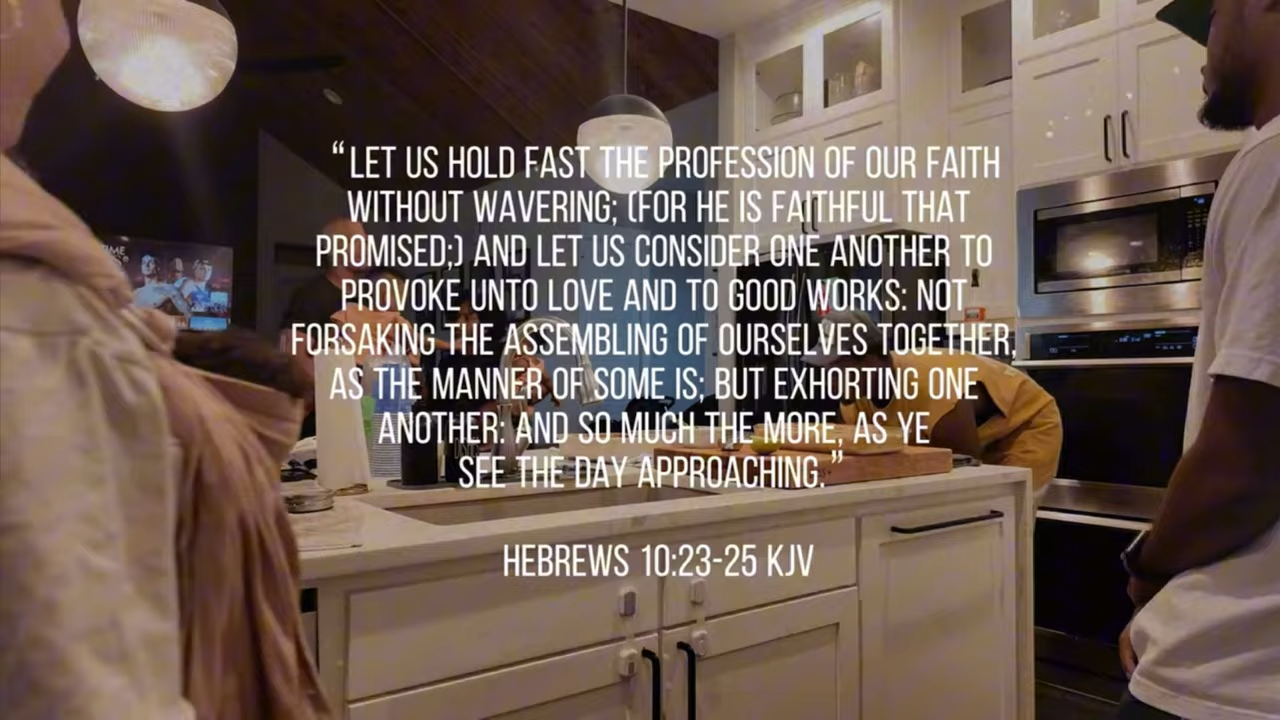 “LET US HOLD FAST THE PROFESSION OF OUR FAITH
WITHOUT WAVERING; (FOR HE IS FAITHFUL THAT
PROMISED;) AND LET US CONSIDER ONE ANOTHER TO
PROVOKE UNTO LOVE AND TO GOOD WORKS: NOT
FORSAKING THE ASSEMBLING OF OURSELVES TOGETHER,
AS THE MANNER OF SOME IS; BUT EXHORTING ONE
ANOTHER: AND SO MUCH THE MORE, AS YE
SEE THE DAY APPROACHING.”
HEBREWS 10:23-25 KJV